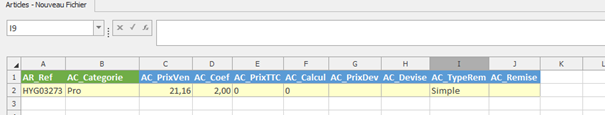 Articles - Nouveau Fichier
I9
fx
A B C D E F G H I J K L
1 AR_Ref AC_Categorie AC_PrixVen AC_Coef AC_PrixTTC AC_Calcul AC_PrixDev AC_Devise AC_TypeRem AC_Remise
2 HYG03273 Pro 21,16 2,00 0 0 Simple
3